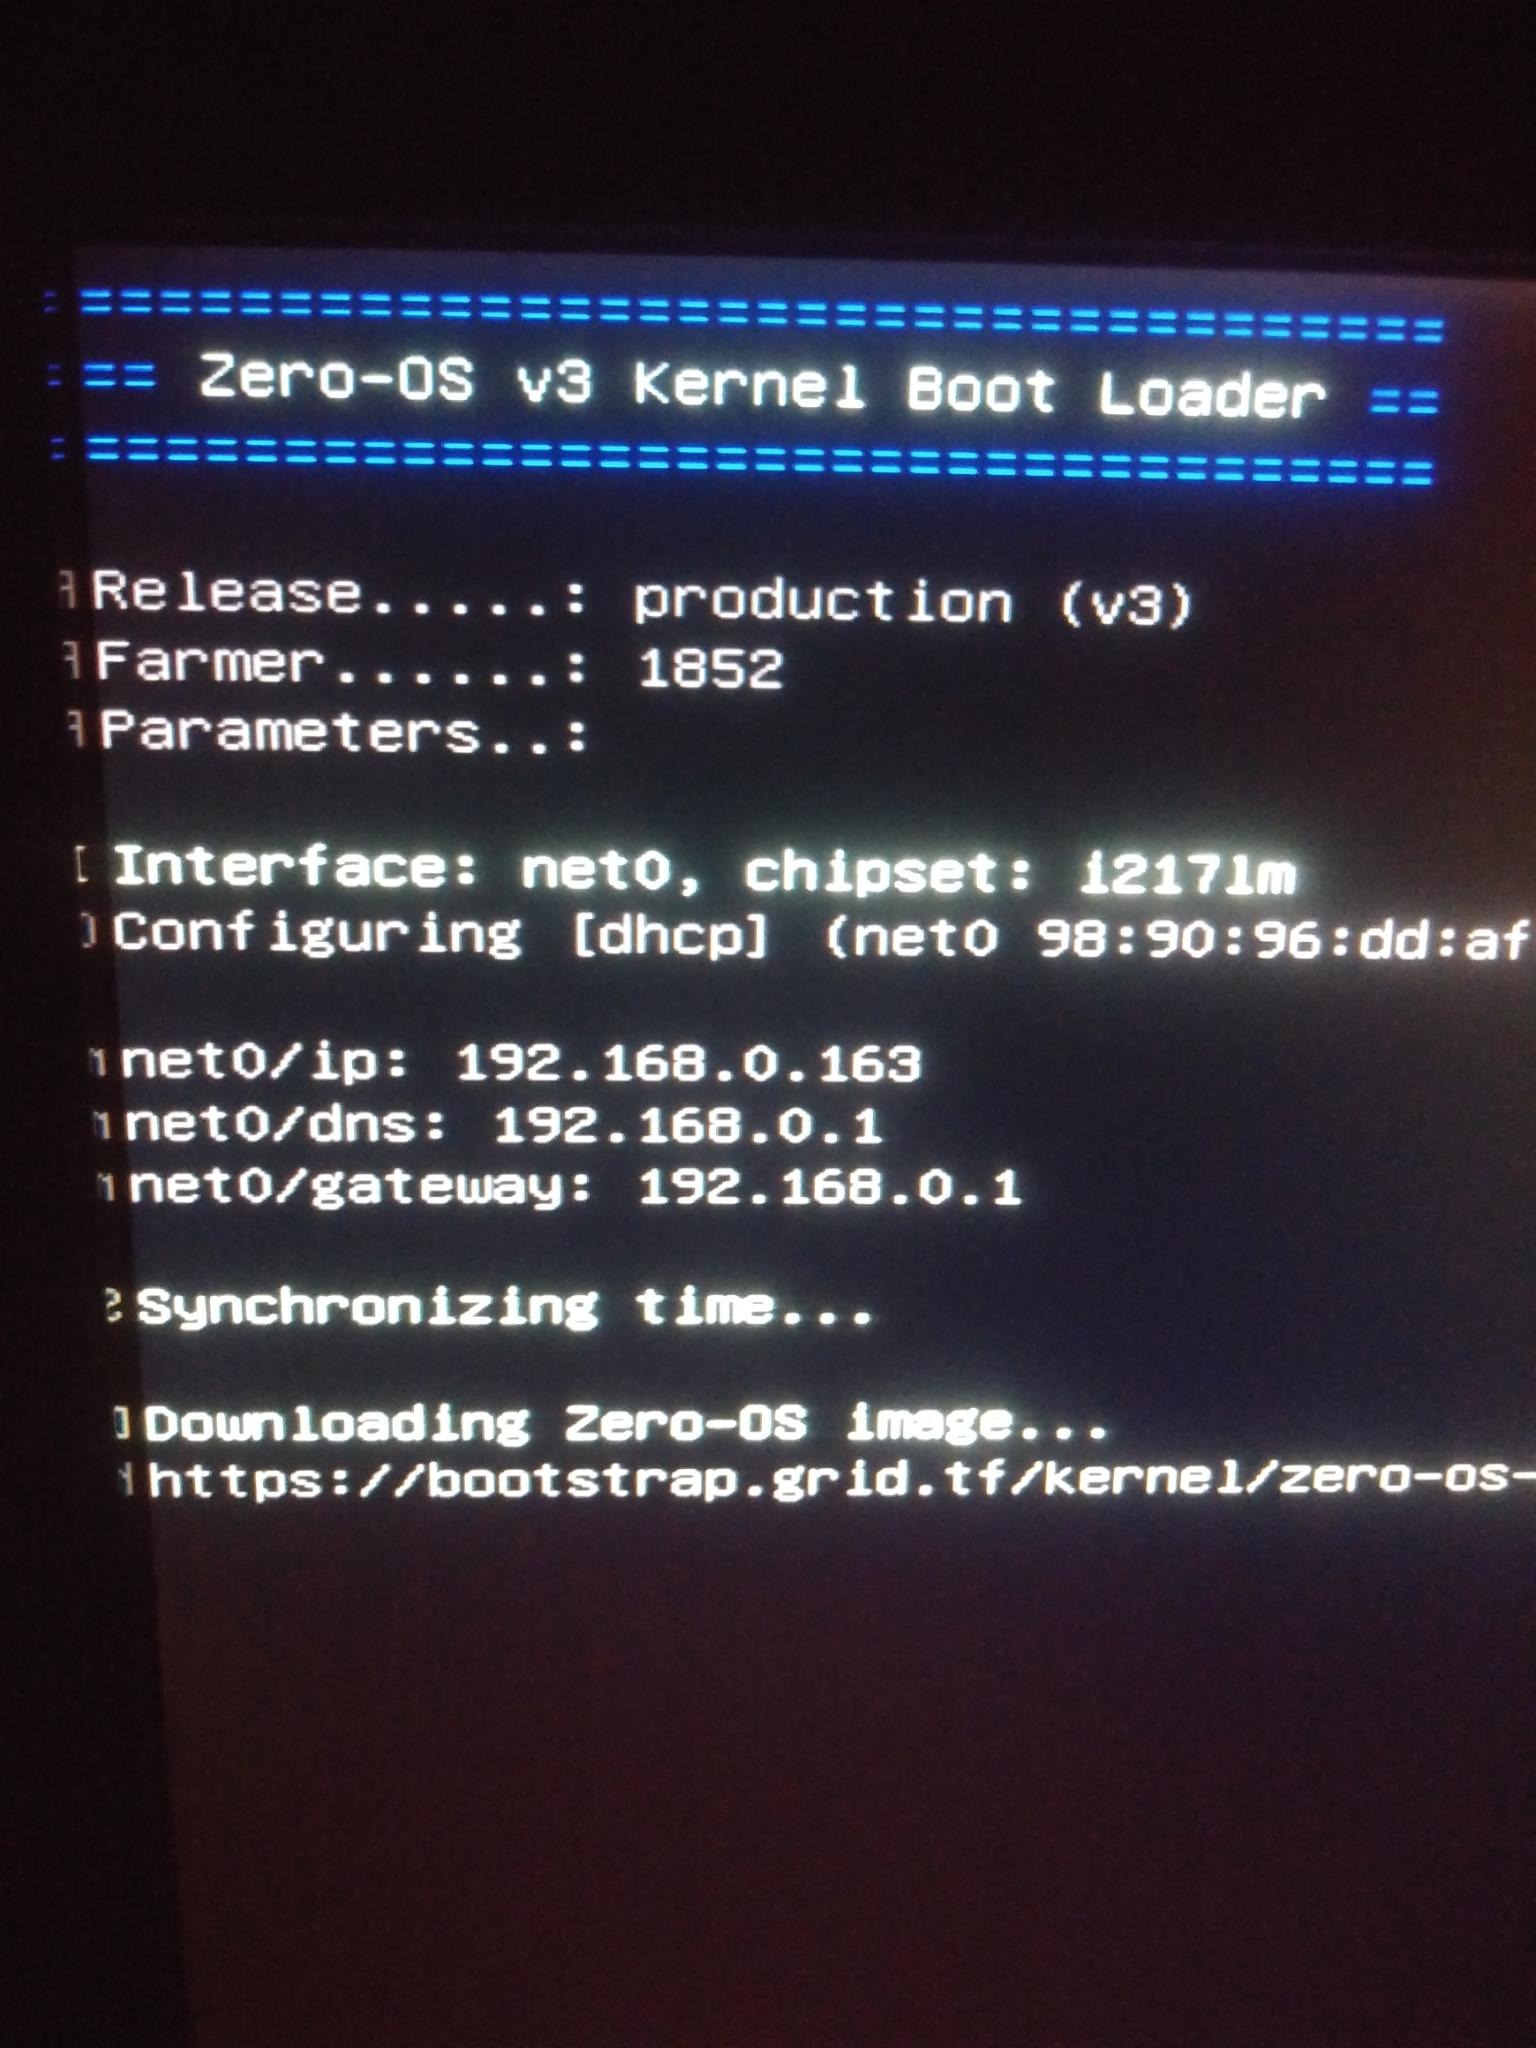 ====================================
== Zero-OS v3 Kernel Boot Loader ==
====================================
Release.....: production (v3)
Farmer......: 1852
Parameters..:
Interface: net0, chipset: i217lm
Configuring [dhcp] (net0 98:90:96:dd:af
net0/ip: 192.168.0.163
net0/dns: 192.168.0.1
net0/gateway: 192.168.0.1
Synchronizing time...
Downloading Zero-OS image...
https://bootstrap.grid.tf/kernel/zero-os-